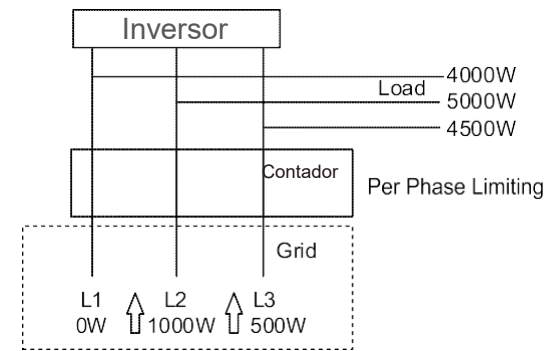 Inversor
4000W
Load
5000W
4500W
Contador
Per Phase Limiting
Grid
L1 L2 L3
0W 1000W 500W